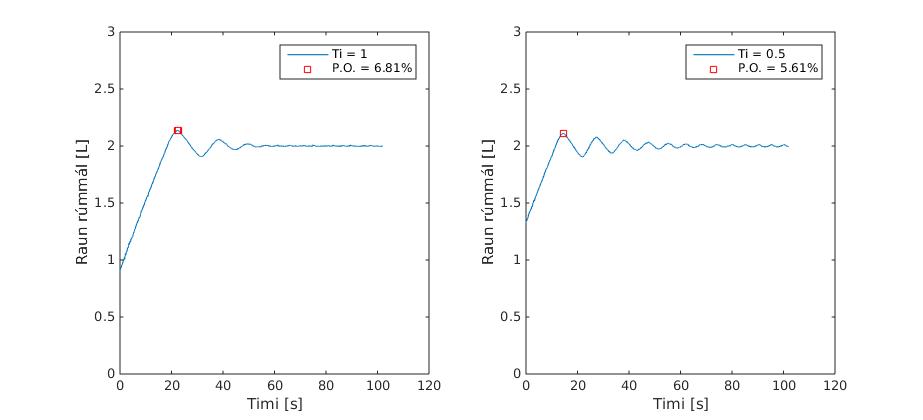 3
2.5
2
1.5
1
0.5
0
0 20 40 60 80 100 120
Raun rúmmál [L]
Timi [s]
Ti = 1
P.O. = 6.81%
3
2.5
2
1.5
1
0.5
0
0 20 40 60 80 100 120
Raun rúmmál [L]
Timi [s]
Ti = 0.5
P.O. = 5.61%